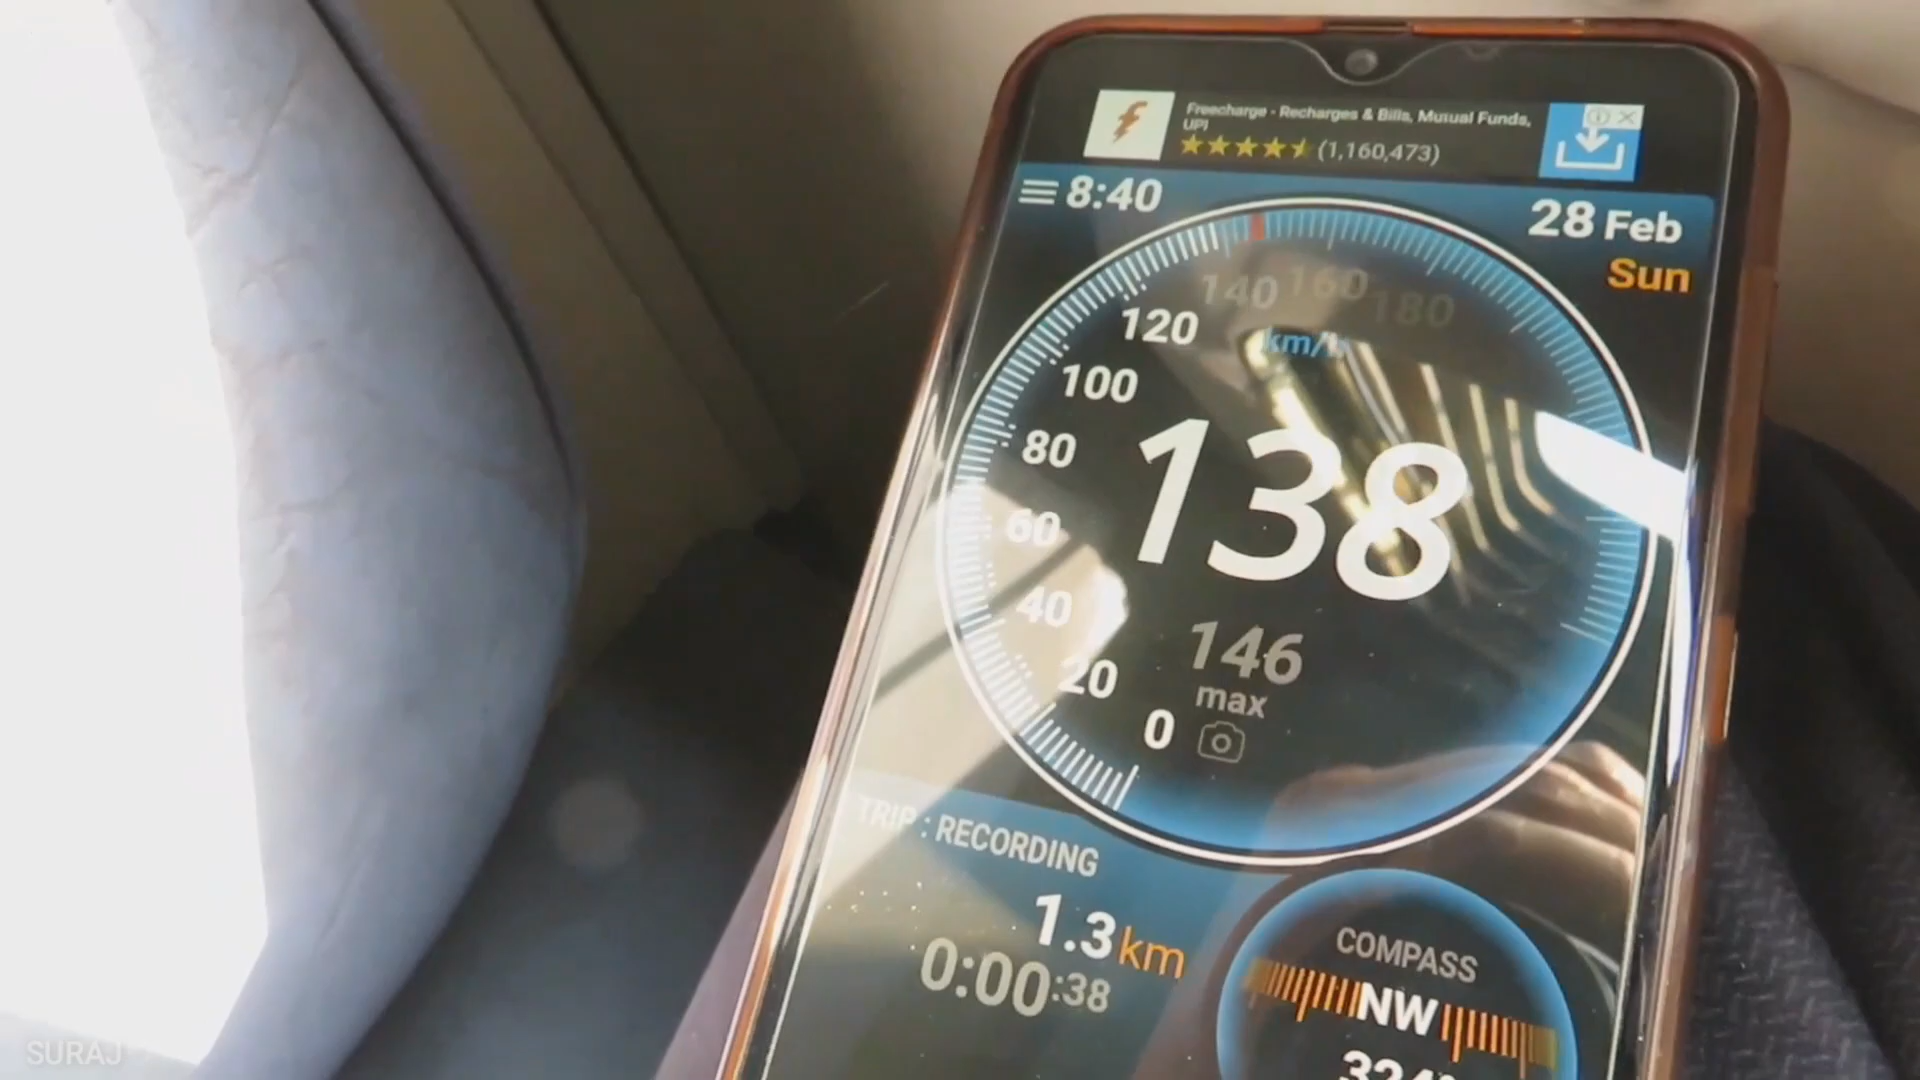 Freecharge - Recharges & Bills, Mutual Funds,
UPI
(1,160,473)
8:40
28 Feb
Sun
140 160 180
120
km/h
100
80
138
60
40
146
20
max
0
TRIP : RECORDING
1.3 km
0:00:38
COMPASS
NW
324°
SURAJ